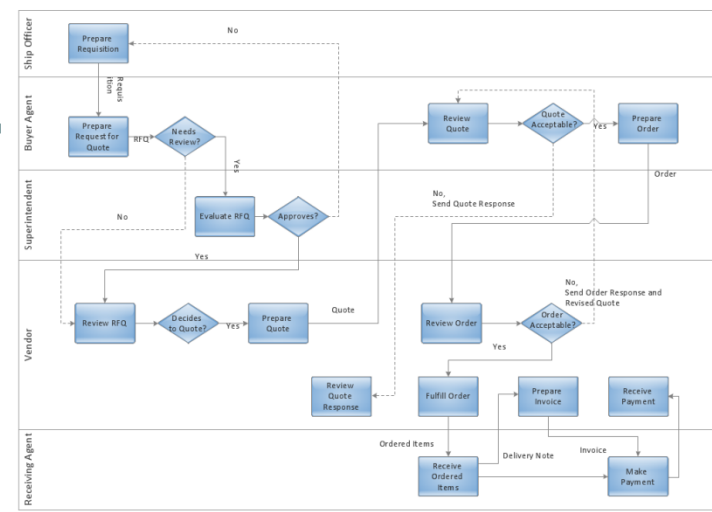 Ship Officer
Prepare
Requisition
No
Requis
ition
Buyer Agent
Prepare
Request for
Quote
RFQ
Needs
Review?
Yes
Review
Quote
Quote
Acceptable?
Yes
Prepare
Order
Order
Superintendent
No
Evaluate RFQ
Approves?
No,
Send Quote Response
Yes
Vendor
Review RFQ
Decides
to Quote?
Yes
Prepare
Quote
Quote
Review Order
No,
Send Order Response and
Revised Quote
Order
Acceptable?
Yes
Review
Quote
Response
Fulfill Order
Prepare
Invoice
Receive
Payment
Receiving Agent
Ordered Items
Receive
Ordered
Items
Delivery Note
Invoice
Make
Payment